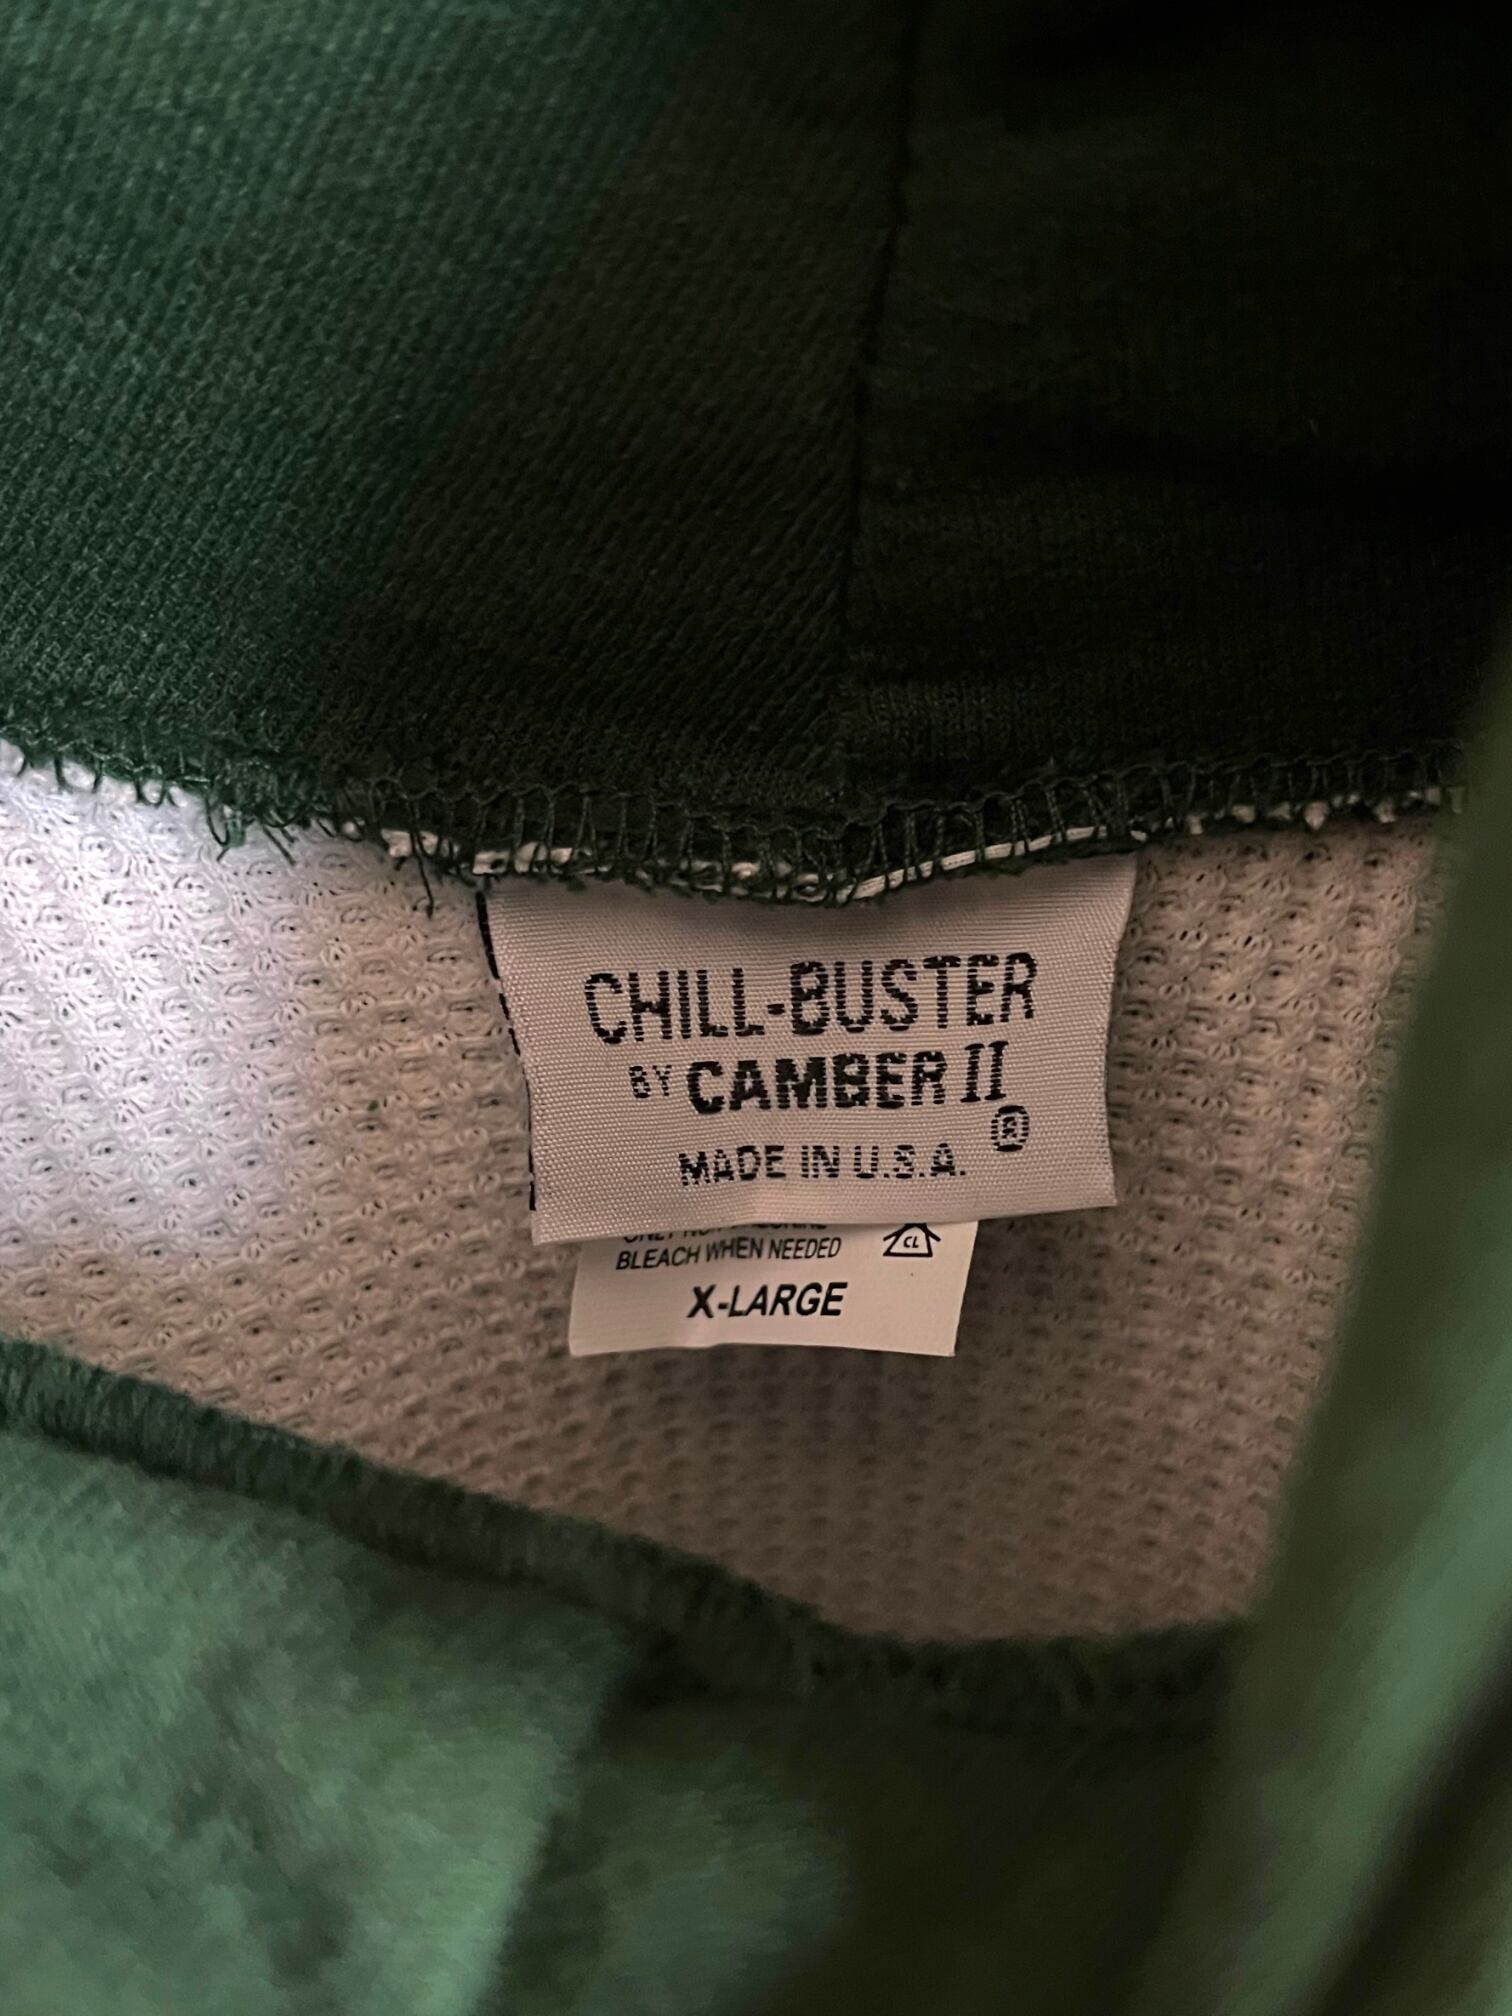 CHILL-BUSTER
BY CAMBER II
®
MADE IN U.S.A.
BLEACH WHEN NEEDED
CL
X-LARGE